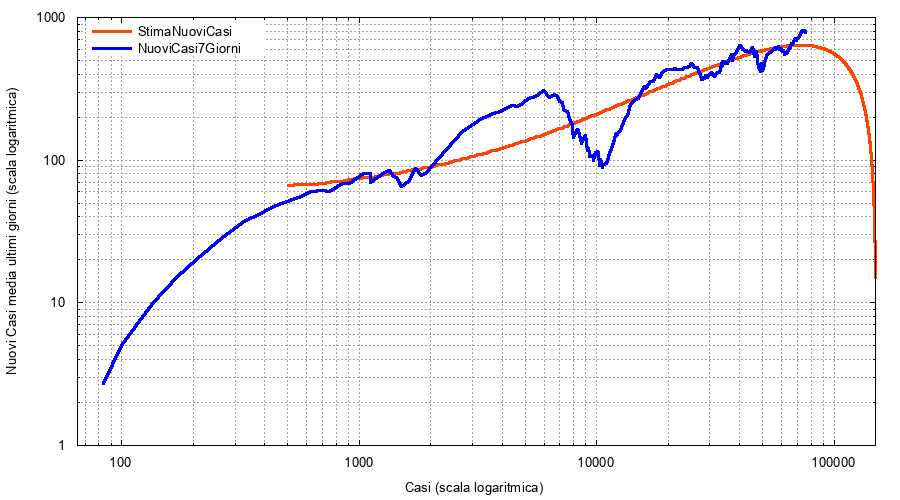 StimaNuoviCasi
NuoviCasi7Giorni
Nuovi Casi media ultimi giorni (scala logaritmica)
1000
100
10
1
100
1000
10000
100000
Casi (scala logaritmica)